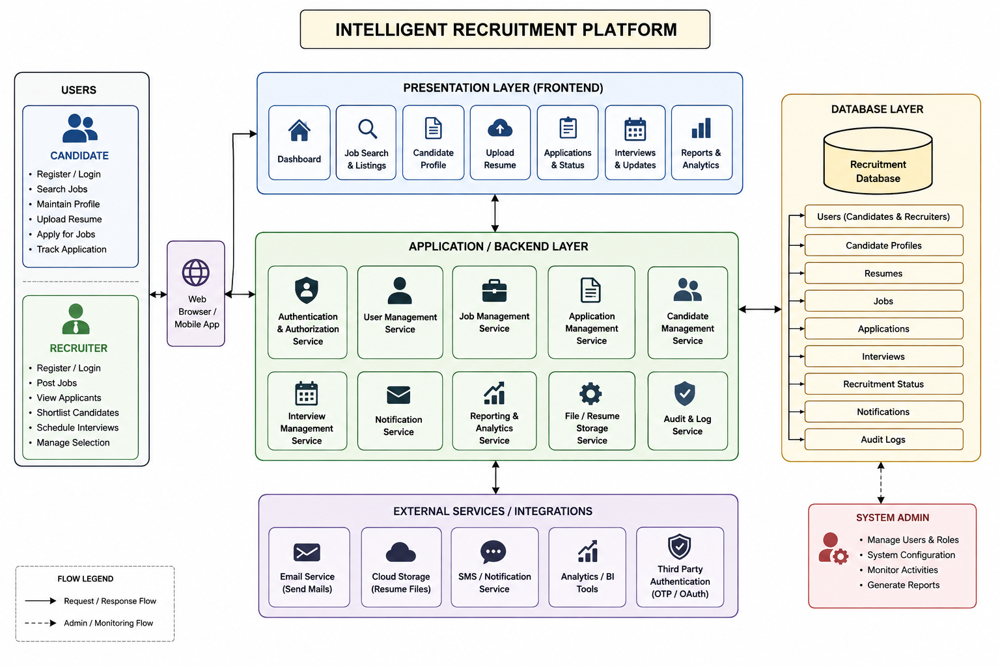 INTELLIGENT RECRUITMENT PLATFORM
USERS
CANDIDATE
• Register / Login
• Search Jobs
• Maintain Profile
• Upload Resume
• Apply for Jobs
• Track Application
RECRUITER
• Register / Login
• Post Jobs
• View Applicants
• Shortlist Candidates
• Schedule Interviews
• Manage Selection
Web
Browser /
Mobile App
PRESENTATION LAYER (FRONTEND)
Dashboard
Job Search
& Listings
Candidate
Profile
Upload
Resume
Applications
& Status
Interviews
& Updates
Reports &
Analytics
APPLICATION / BACKEND LAYER
Authentication
& Authorization
Service
User Management
Service
Job Management
Service
Application
Management
Service
Candidate
Management
Service
Interview
Management
Service
Notification
Service
Reporting &
Analytics
Service
File / Resume
Storage
Service
Audit & Log
Service
EXTERNAL SERVICES / INTEGRATIONS
Email Service
(Send Mails)
Cloud Storage
(Resume Files)
SMS / Notification
Service
Analytics / BI
Tools
Third Party
Authentication
(OTP / OAuth)
DATABASE LAYER
Recruitment
Database
Users (Candidates & Recruiters)
Candidate Profiles
Resumes
Jobs
Applications
Interviews
Recruitment Status
Notifications
Audit Logs
SYSTEM ADMIN
• Manage Users & Roles
• System Configuration
• Monitor Activities
• Generate Reports
FLOW LEGEND
Request / Response Flow
Admin / Monitoring Flow